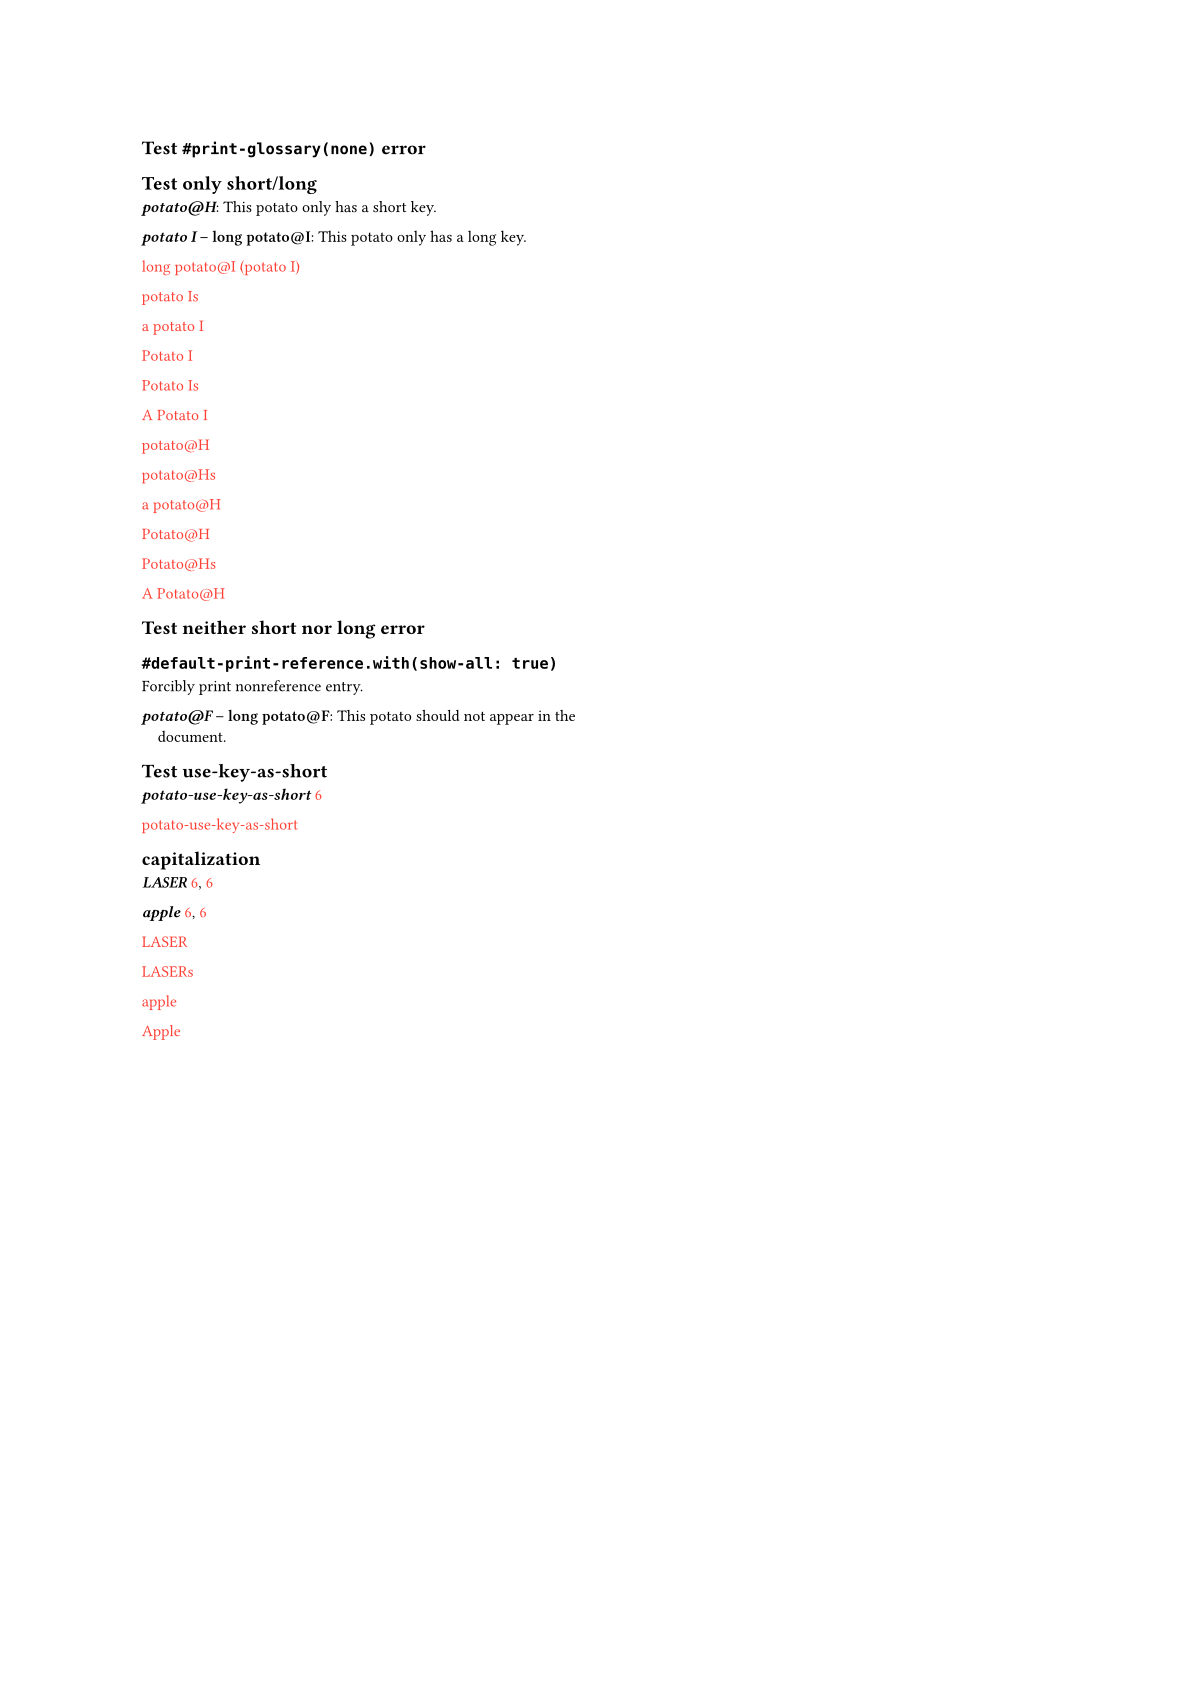 Test #print-glossary(none) error
Test only short/long
potato@H: This potato only has a short key.
potato I – long potato@I: This potato only has a long key.
long potato@I (potato I)
potato Is
a potato I
Potato I
Potato Is
A Potato I
potato@H
potato@Hs
a potato@H
Potato@H
Potato@Hs
A Potato@H
Test neither short nor long error
#default-print-reference.with(show-all: true)
Forcibly print nonreference entry.
potato@F – long potato@F: This potato should not appear in the
document.
Test use-key-as-short
potato-use-key-as-short 6
potato-use-key-as-short
capitalization
LASER 6, 6
apple 6, 6
LASER
LASERs
apple
Apple